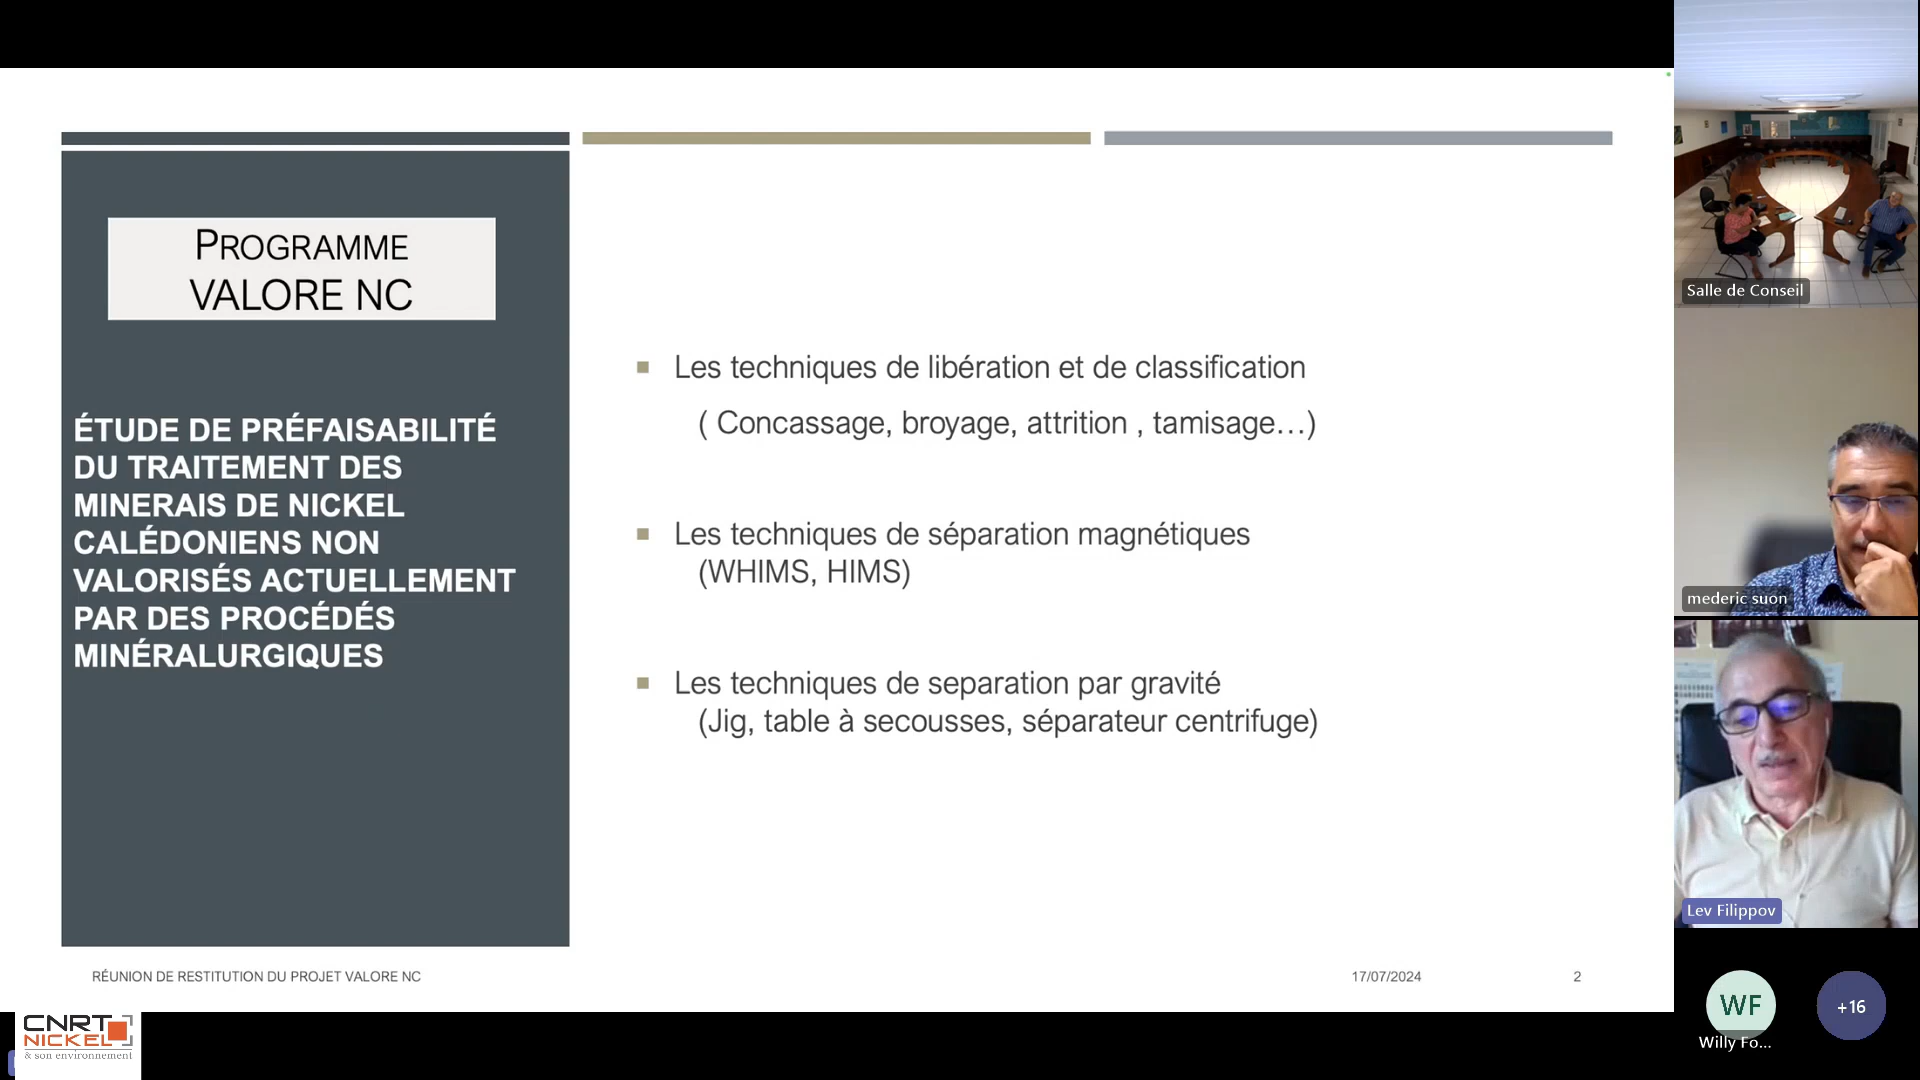 PROGRAMME
VALORE NC
ÉTUDE DE PRÉFAISABILITÉ
DU TRAITEMENT DES
MINERAIS DE NICKEL
CALÉDONIENS NON
VALORISÉS ACTUELLEMENT
PAR DES PROCÉDÉS
MINÉRALURGIQUES
Les techniques de libération et de classification
( Concassage, broyage, attrition , tamisage...)
Les techniques de séparation magnétiques
(WHIMS, HIMS)
Les techniques de separation par gravité
(Jig, table à secousses, séparateur centrifuge)
RÉUNION DE RESTITUTION DU PROJET VALORE NC
17/07/2024
2
CNRT
NICKEL
& son environnement
Salle de Conseil
mederic suon
Lev Filippov
WF
+16
Willy Fo...